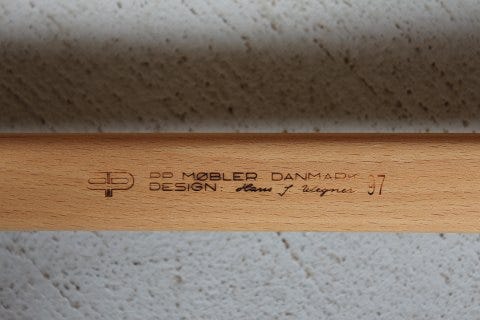 PP MØBLER DANMARK
DESIGN: Hans J Wegner 97